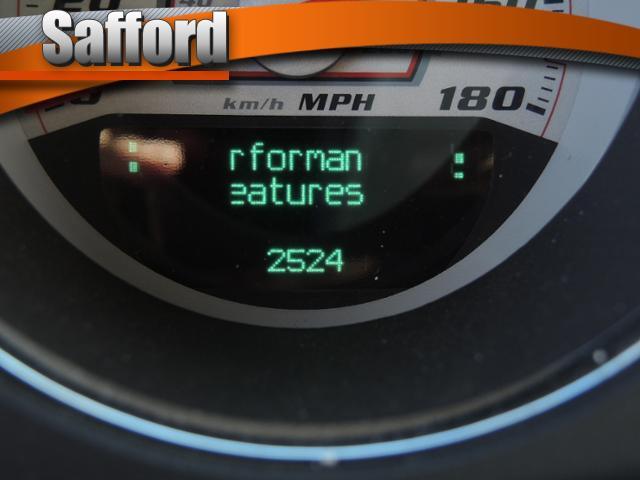 Safford
km/h MPH 180
rforman
eatures
2524